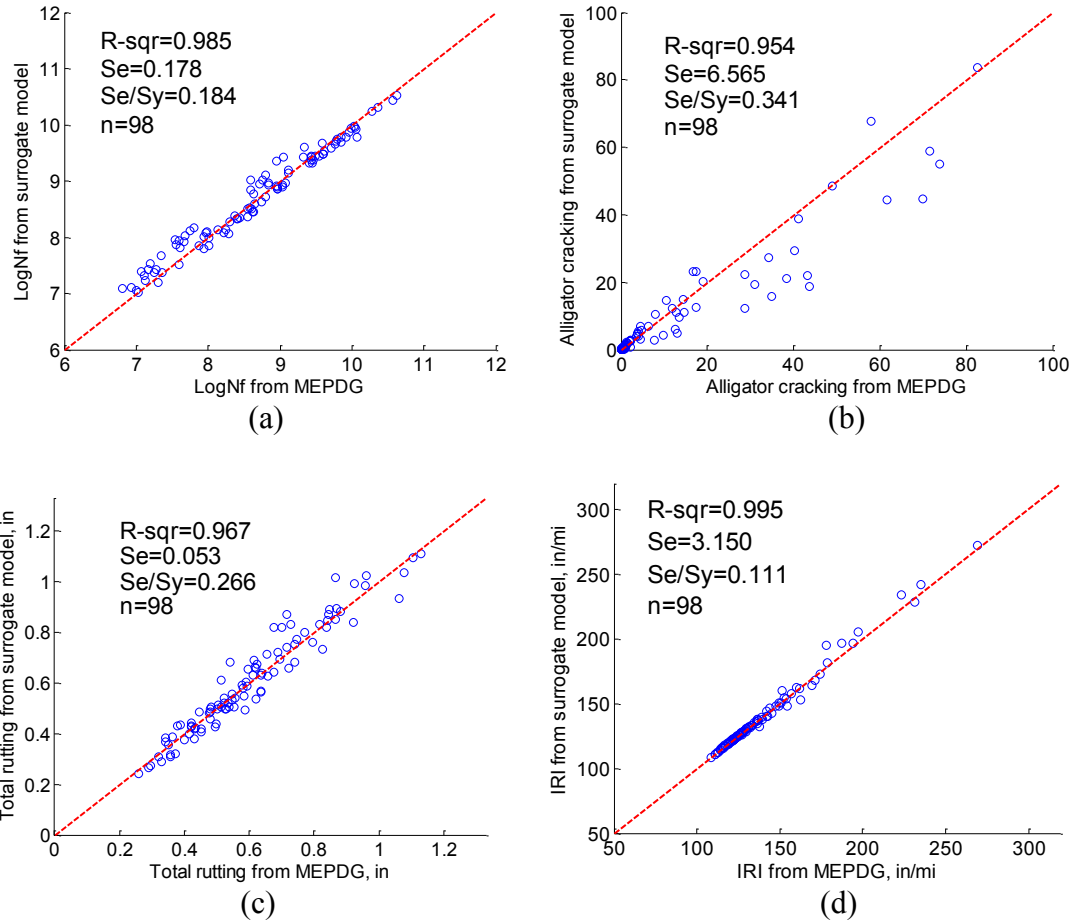 12
11
10
9
8
7
6
6
7
8
9
10
11
12
R-sqr=0.985
Se=0.178
Se/Sy=0.184
n=98
LogNf from surrogate model
LogNf from MEPDG
(a)
100
80
60
40
20
0
0
20
40
60
80
100
R-sqr=0.954
Se=6.565
Se/Sy=0.341
n=98
Alligator cracking from surrogate model
Alligator cracking from MEPDG
(b)
1.2
1
0.8
0.6
0.4
0.2
0
0
0.2
0.4
0.6
0.8
1
1.2
R-sqr=0.967
Se=0.053
Se/Sy=0.266
n=98
Total rutting from surrogate model, in
Total rutting from MEPDG, in
(c)
300
250
200
150
100
50
50
100
150
200
250
300
R-sqr=0.995
Se=3.150
Se/Sy=0.111
n=98
IRI from surrogate model, in/mi
IRI from MEPDG, in/mi
(d)